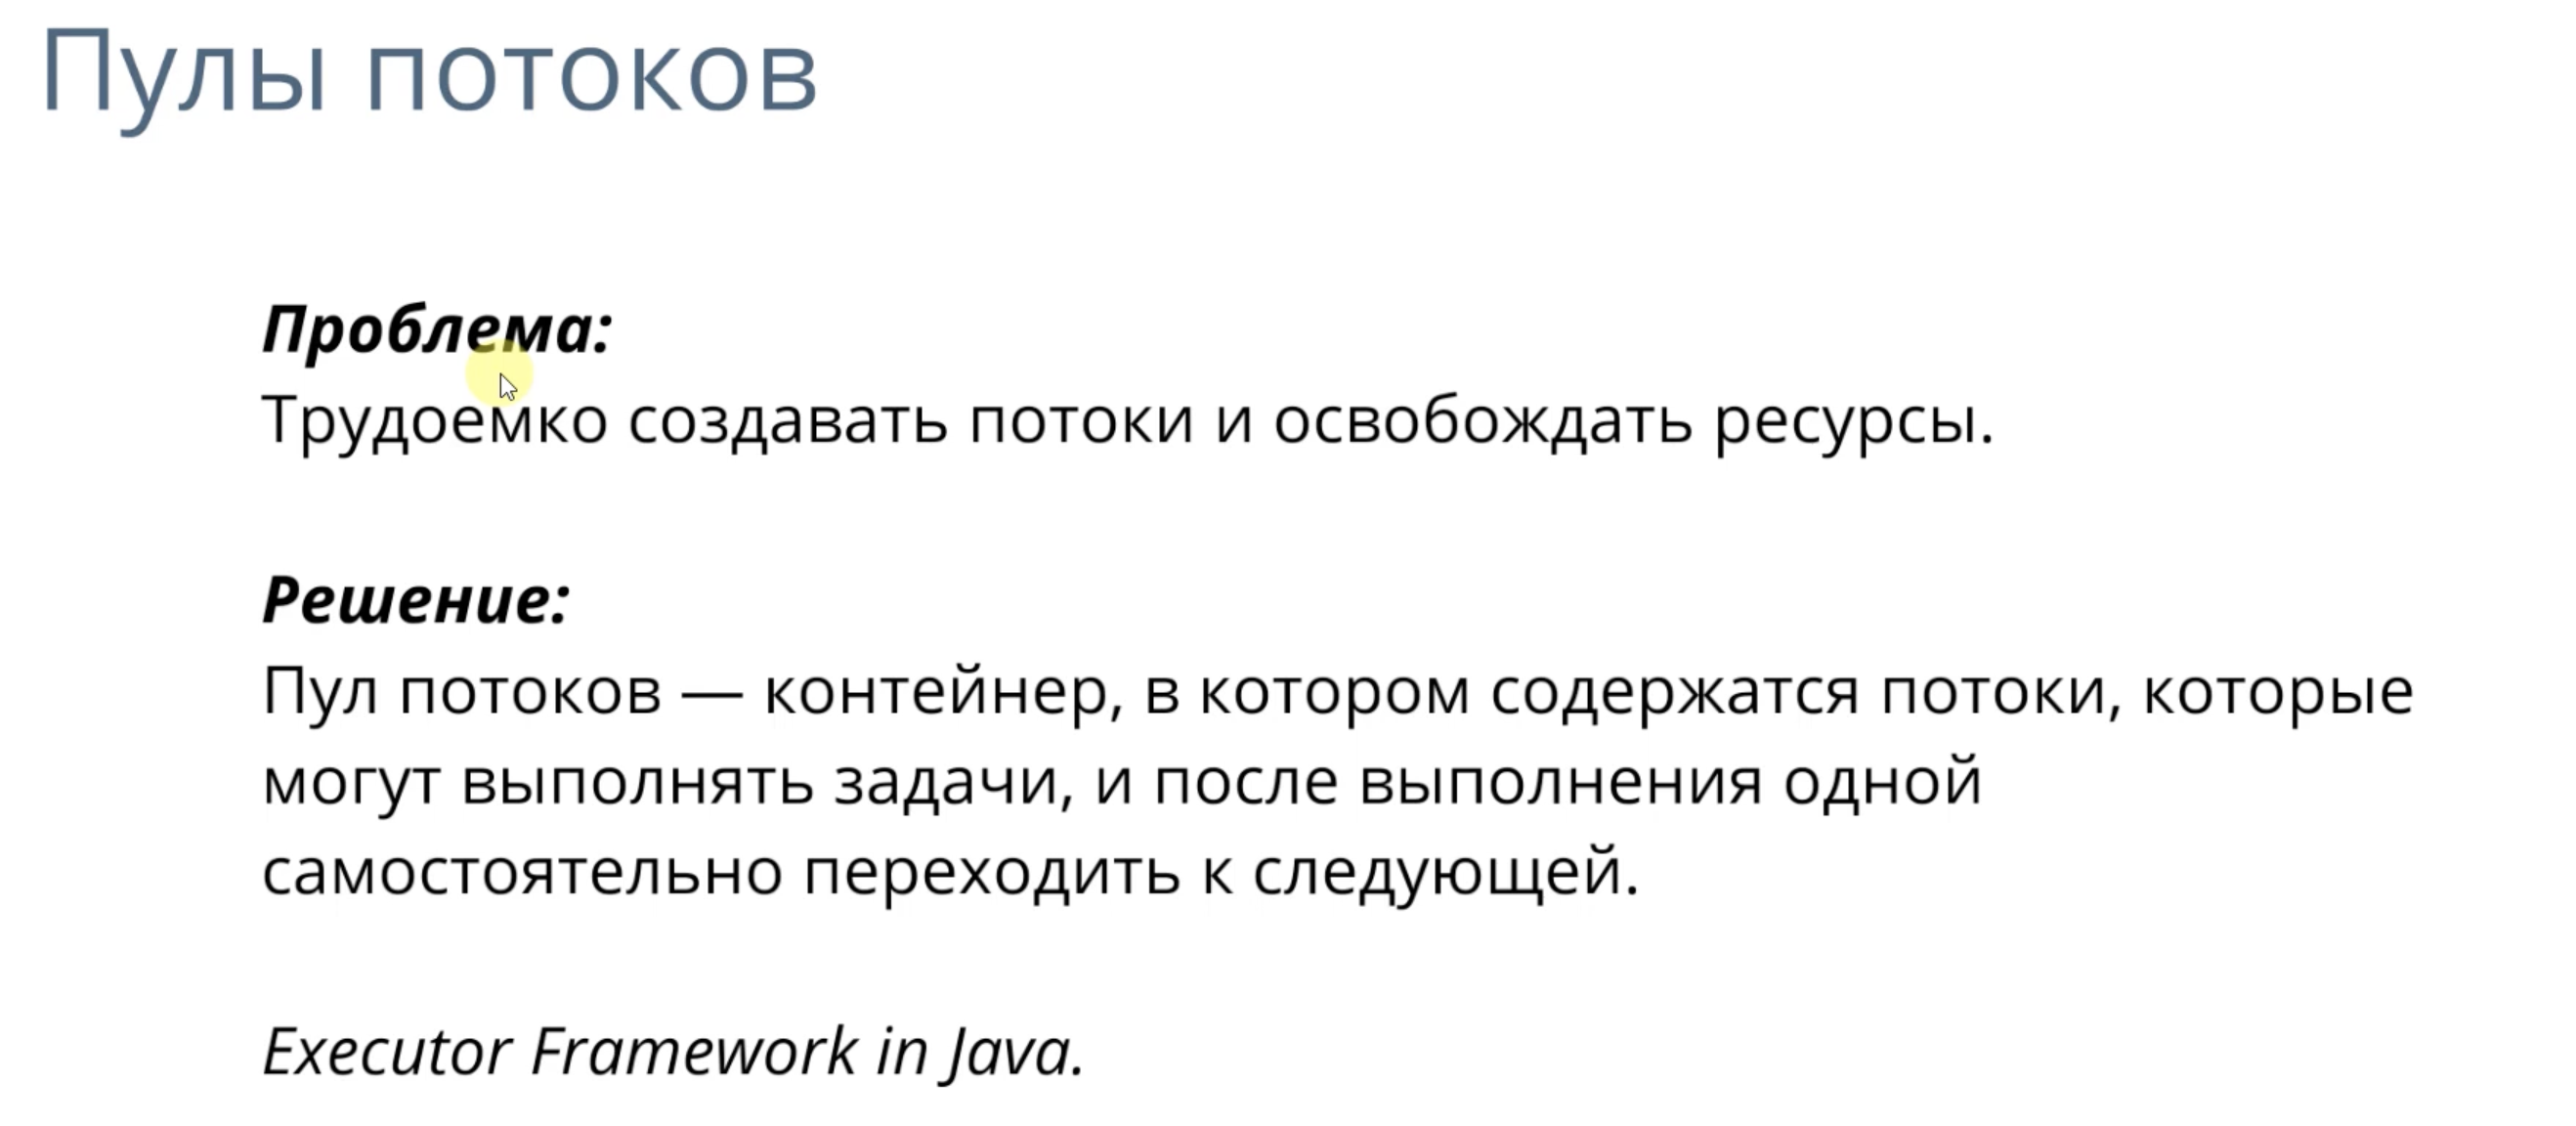 Пулы потоков
Проблема:
Трудоемко создавать потоки и освобождать ресурсы.
Решение:
Пул потоков — контейнер, в котором содержатся потоки, которые
могут выполнять задачи, и после выполнения одной
самостоятельно переходить к следующей.
Executor Framework in Java.